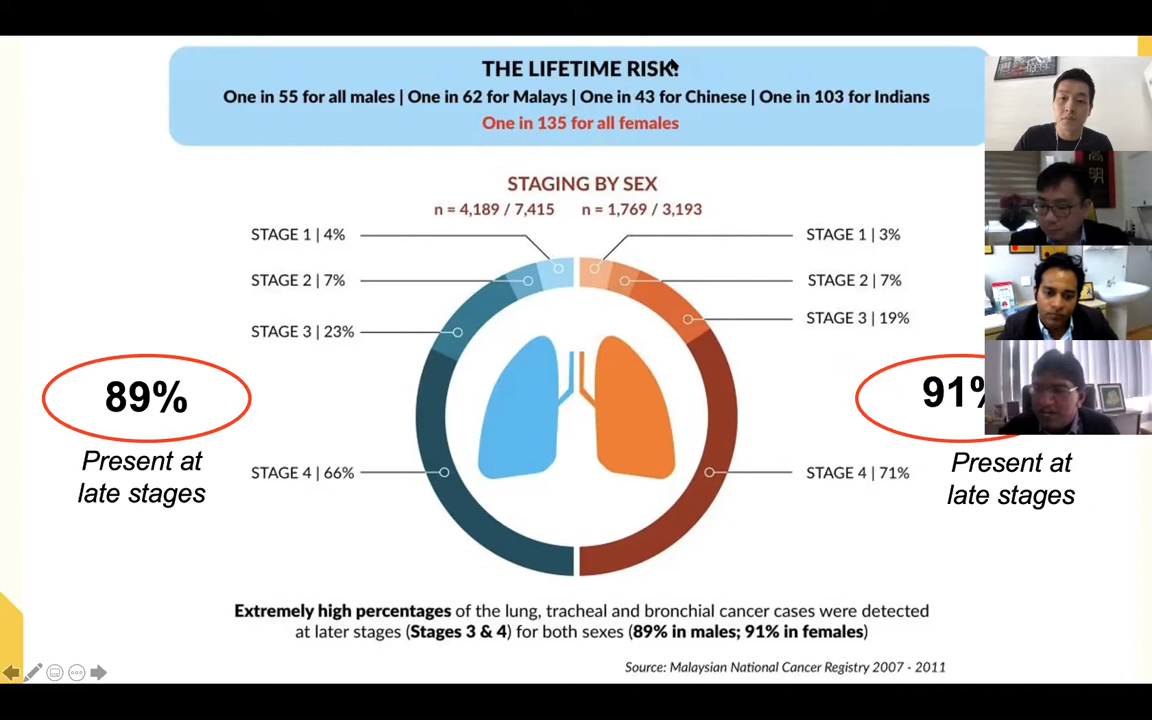 THE LIFETIME RISK!
One in 55 for all males | One in 62 for Malays | One in 43 for Chinese | One in 103 for Indians
One in 135 for all females
STAGING BY SEX
n = 4,189 / 7,415 n = 1,769 / 3,193
STAGE 1 | 4%
STAGE 1 | 3%
STAGE 2 | 7%
STAGE 2 | 7%
STAGE 3 | 23%
STAGE 3 | 19%
89%
91%
Present at
late stages
Present at
late stages
STAGE 4 | 66%
STAGE 4 | 71%
Extremely high percentages of the lung, tracheal and bronchial cancer cases were detected
at later stages (Stages 3 & 4) for both sexes (89% in males; 91% in females)
Source: Malaysian National Cancer Registry 2007 - 2011